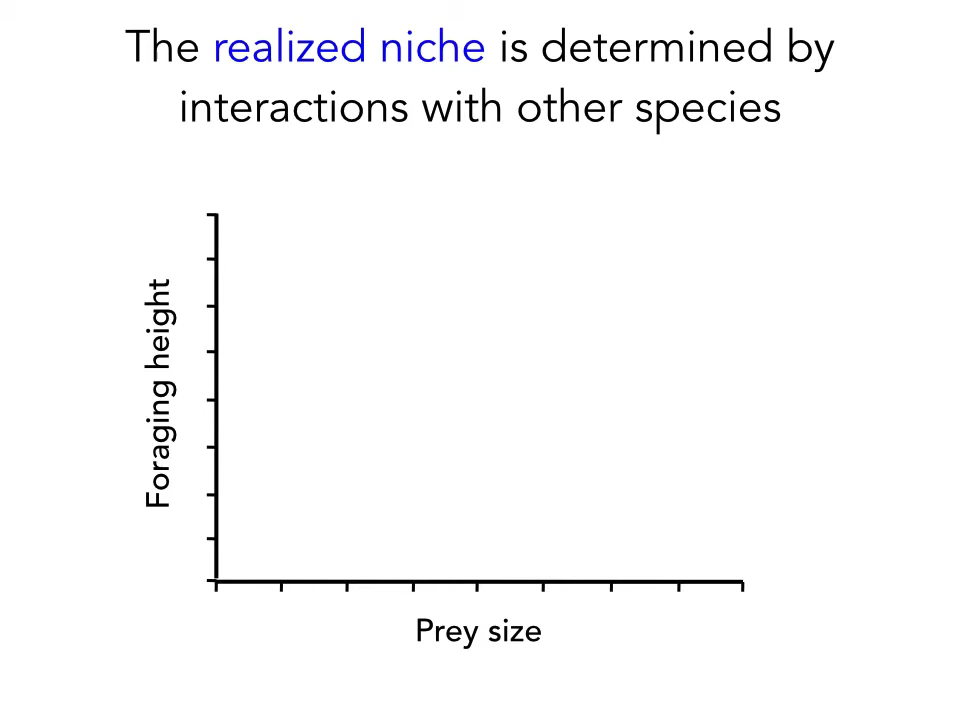 The realized niche is determined by
interactions with other species
Foraging height
Prey size